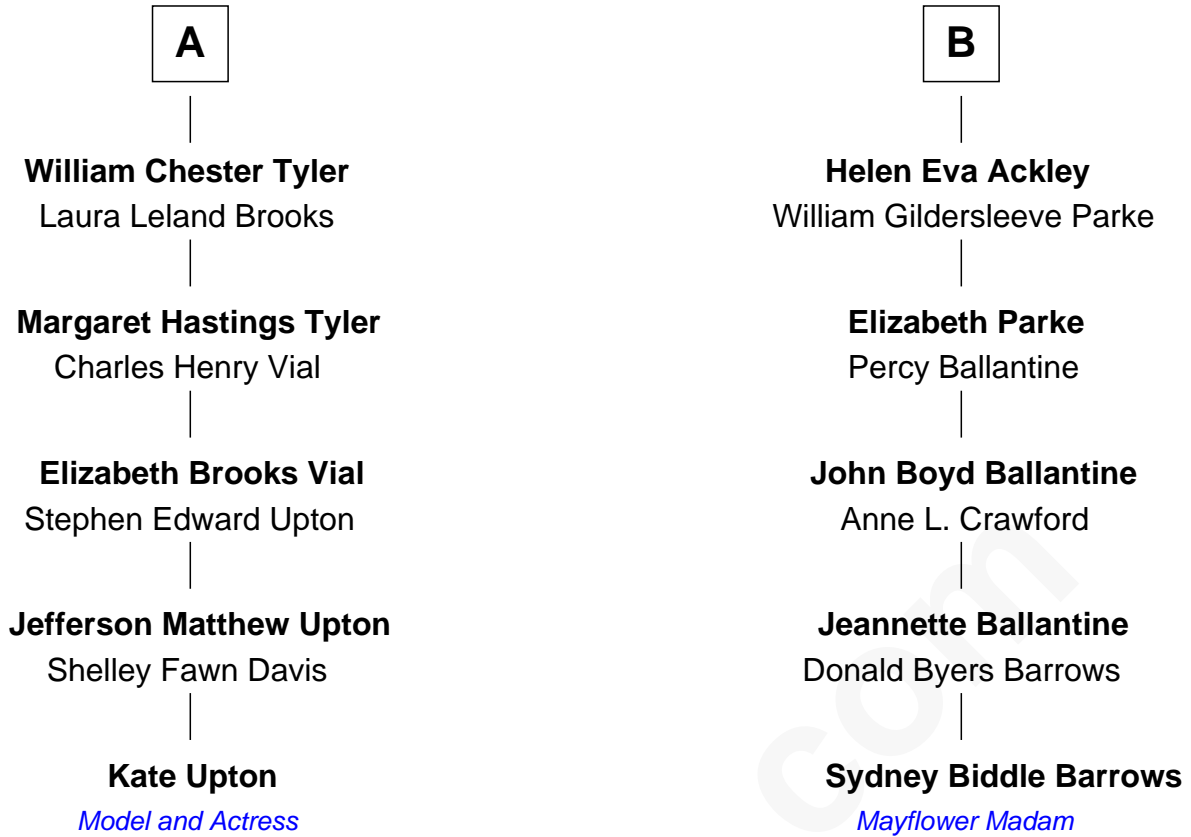 A
William Chester Tyler
Laura Leland Brooks
Margaret Hastings Tyler
Charles Henry Vial
Elizabeth Brooks Vial
Stephen Edward Upton
Jefferson Matthew Upton
Shelley Fawn Davis
Kate Upton
Model and Actress
B
Helen Eva Ackley
William Gildersleeve Parke
Elizabeth Parke
Percy Ballantine
John Boyd Ballantine
Anne L. Crawford
Jeannette Ballantine
Donald Byers Barrows
Sydney Biddle Barrows
Mayflower Madam
com